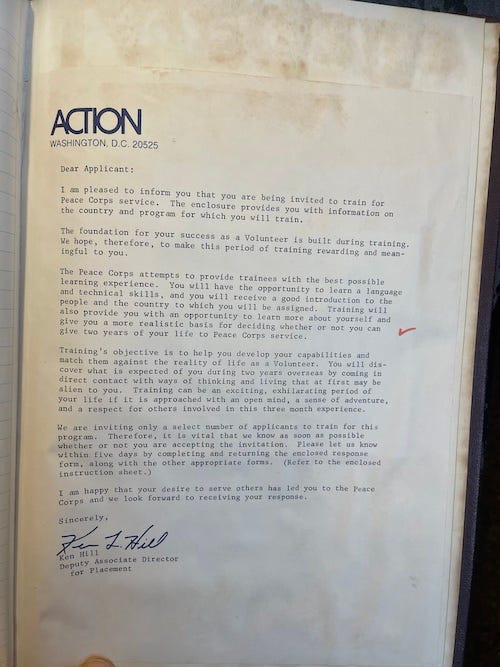 ACTION
WASHINGTON, D.C. 20525
Dear Applicant:
I am pleased to inform you that you are being invited to train for
Peace Corps service. The enclosure provides you with information on
the country and program for which you will train.
The foundation for your success as a Volunteer is built during training.
We hope, therefore, to make this period of training rewarding and mean-
ingful to you.
The Peace Corps attempts to provide trainees with the best possible
learning experience. You will have the opportunity to learn a language
and technical skills, and you will receive a good introduction to the
people and the country to which you will be assigned. Training will
also provide you with an opportunity to learn more about yourself and
give you a more realistic basis for deciding whether or not you can
give two years of your life to Peace Corps service.
Training's objective is to help you develop your capabilities and
match them against the reality of life as a Volunteer. You will dis-
cover what is expected of you during two years overseas by coming in
direct contact with ways of thinking and living that at first may be
alien to you. Training can be an exciting, exhilarating period of
your life if it is approached with an open mind, a sense of adventure,
and a respect for others involved in this three month experience.
We are inviting only a select number of applicants to train for this
program. Therefore, it is vital that we know as soon as possible
whether or not you are accepting the invitation. Please let us know
within five days by completing and returning the enclosed response
form, along with the other appropriate forms. (Refer to the enclosed
instruction sheet.)
I am happy that your desire to serve others has led you to the Peace
Corps and we look forward to receiving your response.
Sincerely,
Ken L. Hill
Ken Hill
Deputy Associate Director
for Placement